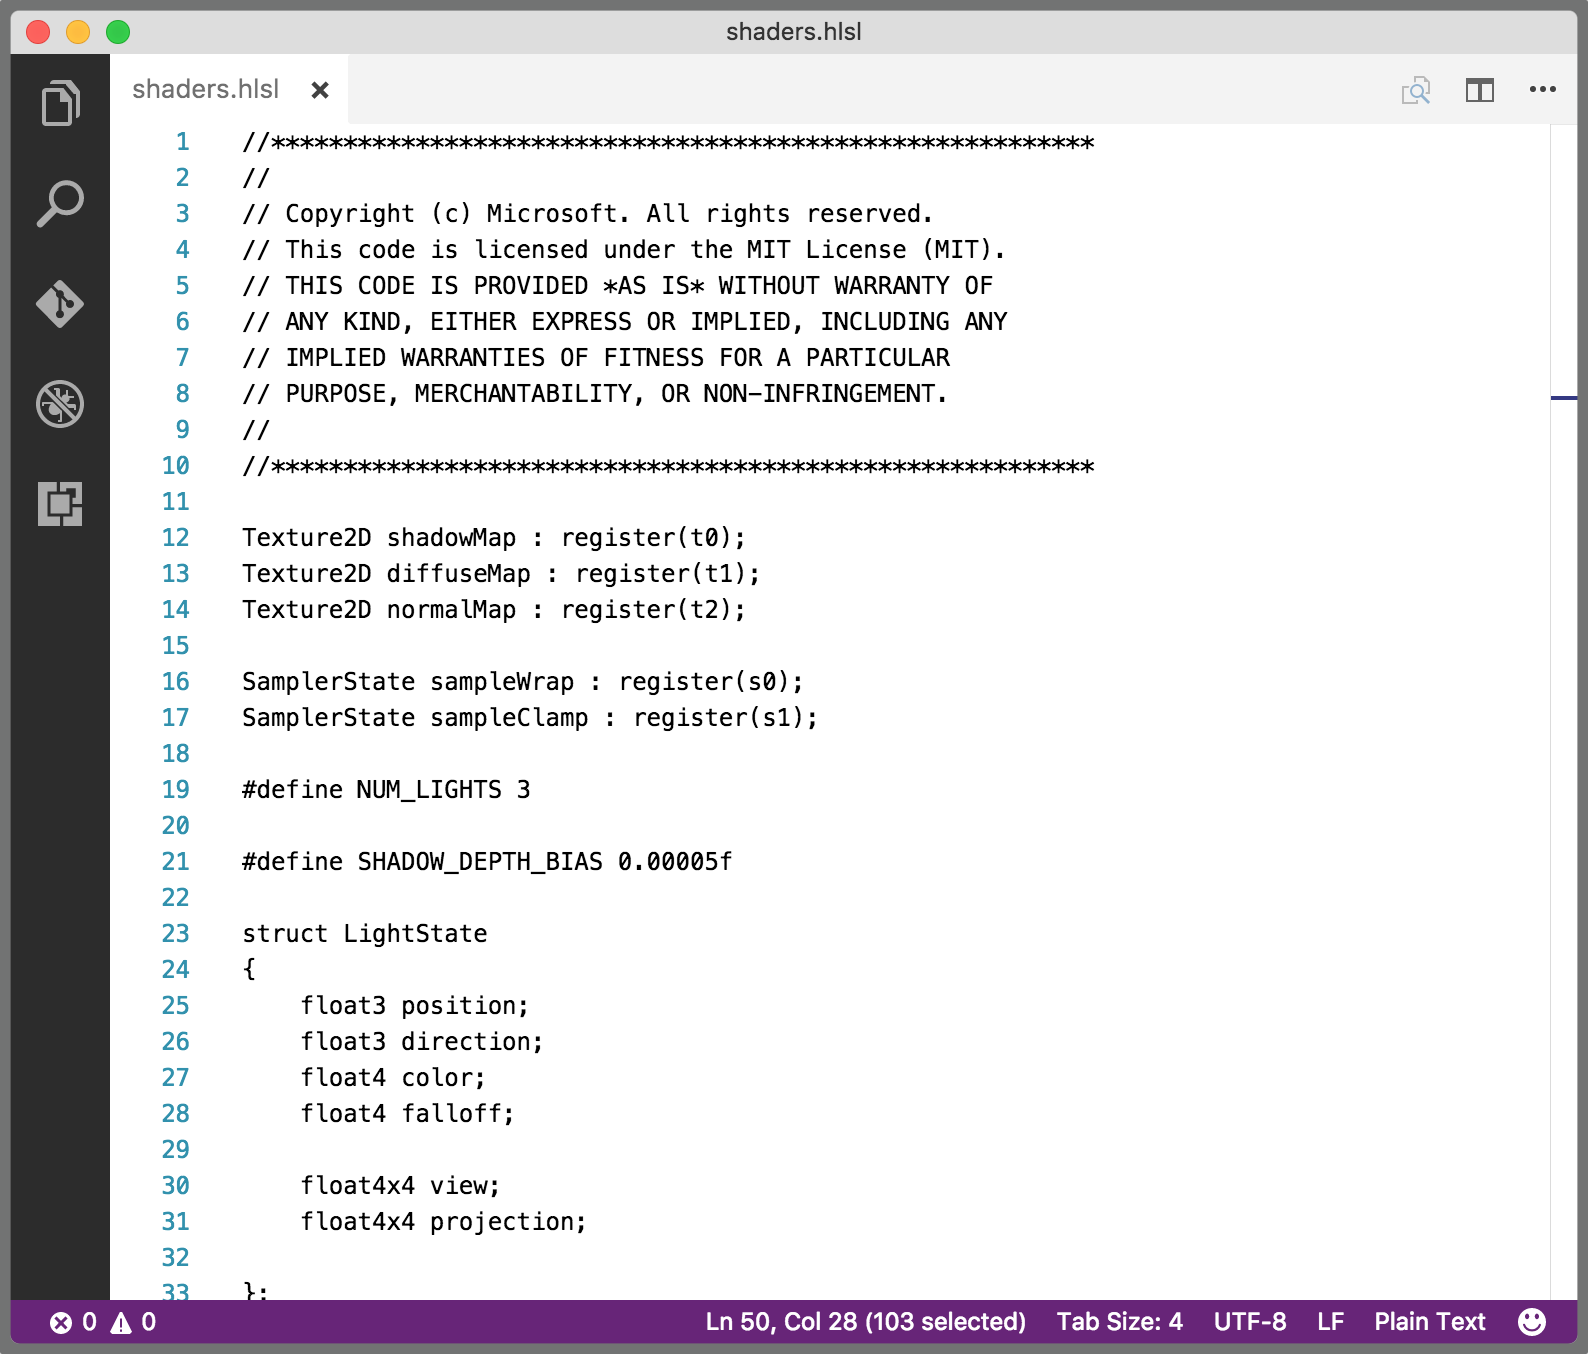 shaders.hlsl
shaders.hlsl
1 //*********************************************************
2 //
3 // Copyright (c) Microsoft. All rights reserved.
4 // This code is licensed under the MIT License (MIT).
5 // THIS CODE IS PROVIDED *AS IS* WITHOUT WARRANTY OF
6 // ANY KIND, EITHER EXPRESS OR IMPLIED, INCLUDING ANY
7 // IMPLIED WARRANTIES OF FITNESS FOR A PARTICULAR
8 // PURPOSE, MERCHANTABILITY, OR NON-INFRINGEMENT.
9 //
10 //*********************************************************
11
12 Texture2D shadowMap : register(t0);
13 Texture2D diffuseMap : register(t1);
14 Texture2D normalMap : register(t2);
15
16 SamplerState sampleWrap : register(s0);
17 SamplerState sampleClamp : register(s1);
18
19 #define NUM_LIGHTS 3
20
21 #define SHADOW_DEPTH_BIAS 0.00005f
22
23 struct LightState
24 {
25     float3 position;
26     float3 direction;
27     float4 color;
28     float4 falloff;
29
30     float4x4 view;
31     float4x4 projection;
32
33 };
0 0 Ln 50, Col 28 (103 selected) Tab Size: 4 UTF-8 LF Plain Text